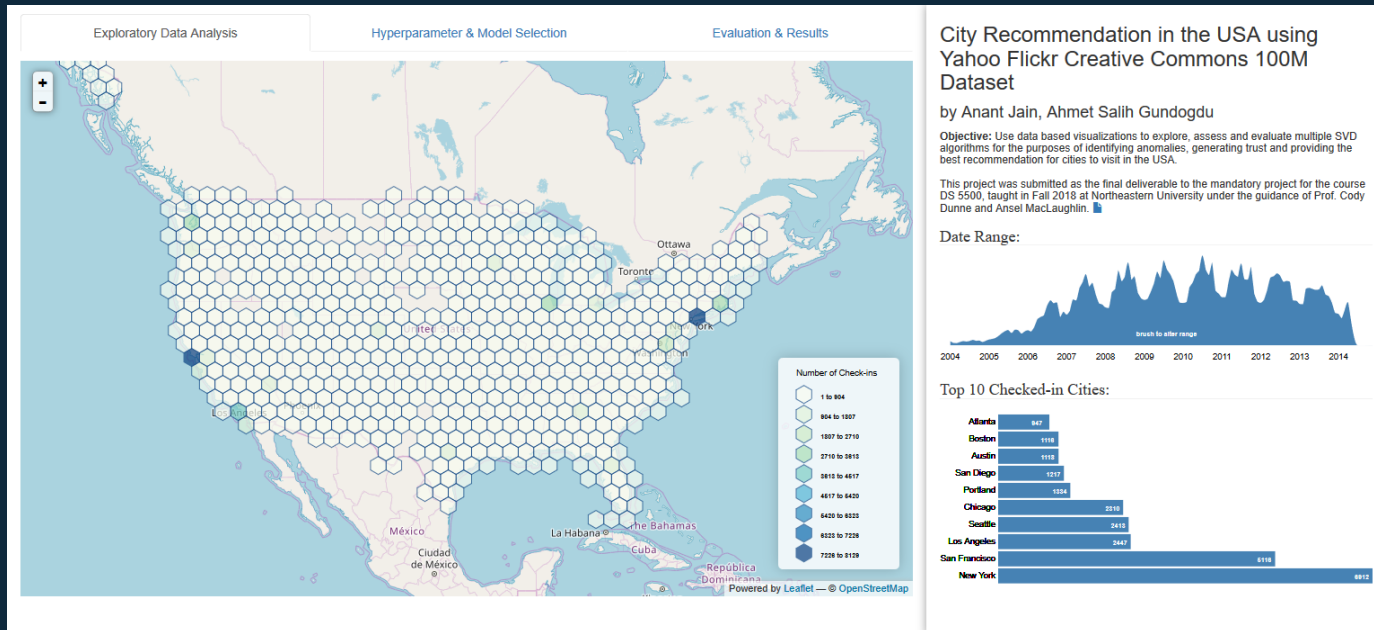 Exploratory Data Analysis
Hyperparameter & Model Selection
Evaluation & Results
+
-
Ottawa
Toronto
New York
United States
Washington
Los Angeles
México
Ciudad
de México
La Habana
The Bahamas
Cuba
República
Dominicana
Number of Check-ins
1 to 904
904 to 1807
1807 to 2710
2710 to 3613
3613 to 4517
4517 to 5420
5420 to 6323
6323 to 7226
7226 to 8129
Powered by Leaflet — © OpenStreetMap
City Recommendation in the USA using
Yahoo Flickr Creative Commons 100M
Dataset
by Anant Jain, Ahmet Salih Gundogdu
Objective: Use data based visualizations to explore, assess and evaluate multiple SVD
algorithms for the purposes of identifying anomalies, generating trust and providing the
best recommendation for cities to visit in the USA.
This project was submitted as the final deliverable to the mandatory project for the course
DS 5500, taught in Fall 2018 at Northeastern University under the guidance of Prof. Cody
Dunne and Ansel MacLaughlin.
Date Range:
brush to alter range
2004 2005 2006 2007 2008 2009 2010 2011 2012 2013 2014
Top 10 Checked-in Cities:
Atlanta 947
Boston 1116
Austin 1118
San Diego 1217
Portland 1334
Chicago 2310
Seattle 2413
Los Angeles 2447
San Francisco 5116
New York 6912